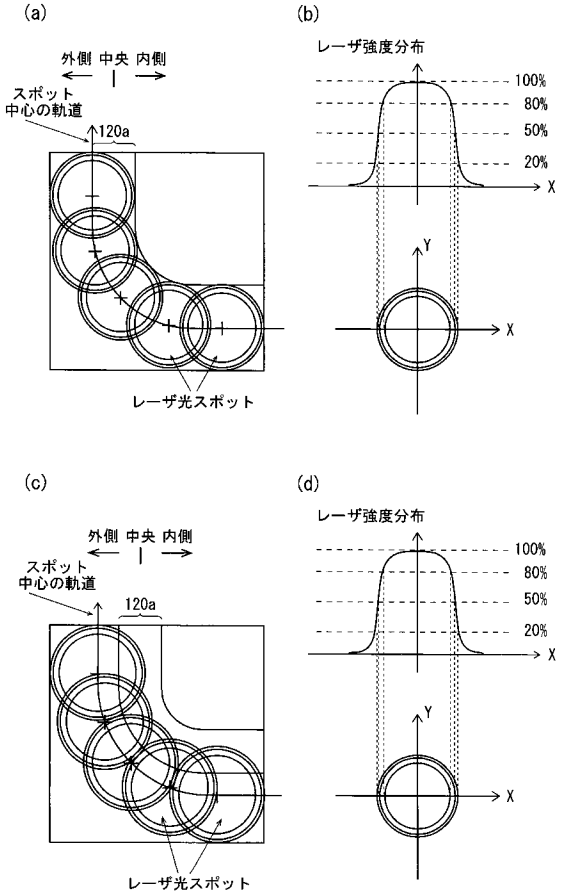 (a)
外側 中央 内側
スポット
中心の軌道
120a
レーザ光スポット
(b)
レーザ強度分布
100%
80%
50%
20%
X
Y
X
(c)
外側 中央 内側
スポット
中心の軌道
120a
レーザ光スポット
(d)
レーザ強度分布
100%
80%
50%
20%
X
Y
X